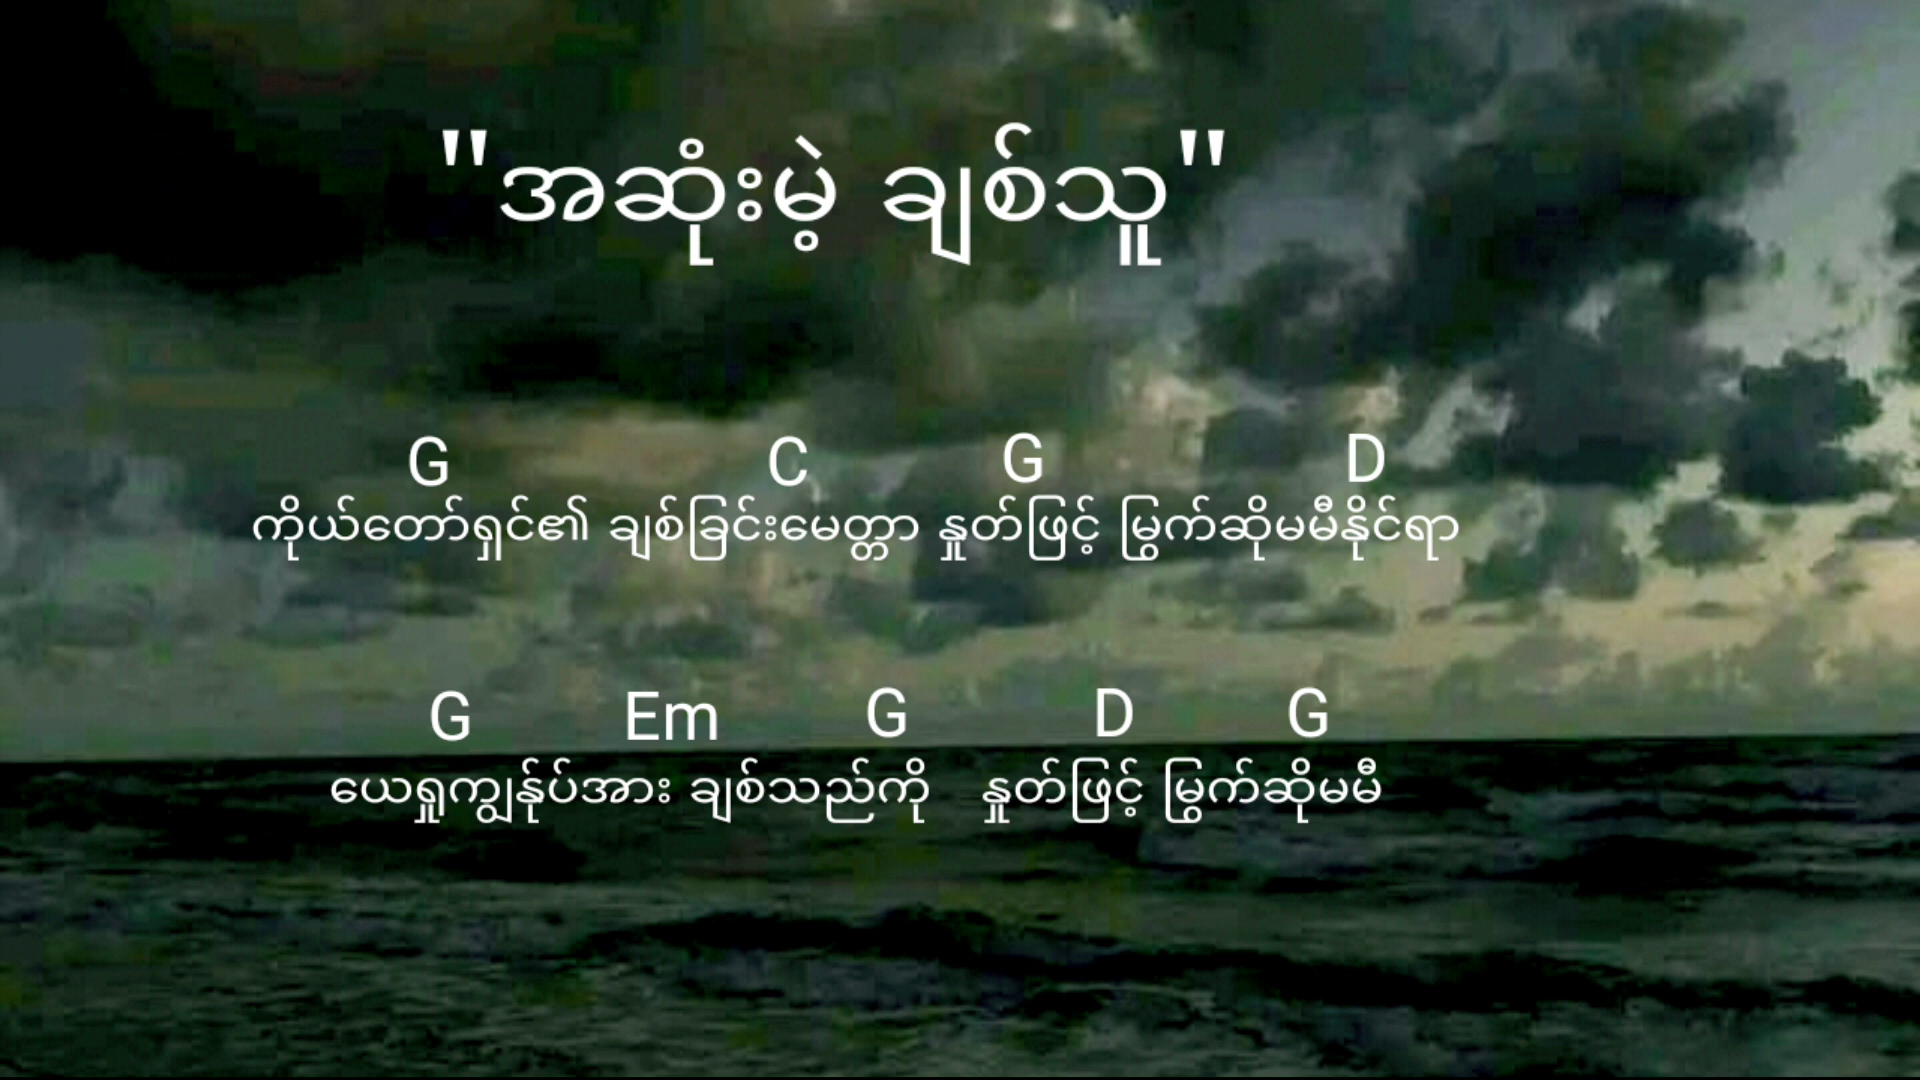 "အဆုံးမဲ့ ချစ်သူ"
G C G D
ကိုယ်တော်ရှင်၏ ချစ်ခြင်းမေတ္တာ နှူတ်ဖြင့် မြွက်ဆိုမမီနိုင်ရာ
G Em G D G
ယေရှူကျွန်ုပ်အား ချစ်သည်ကို နှူတ်ဖြင့် မြွက်ဆိုမမီ